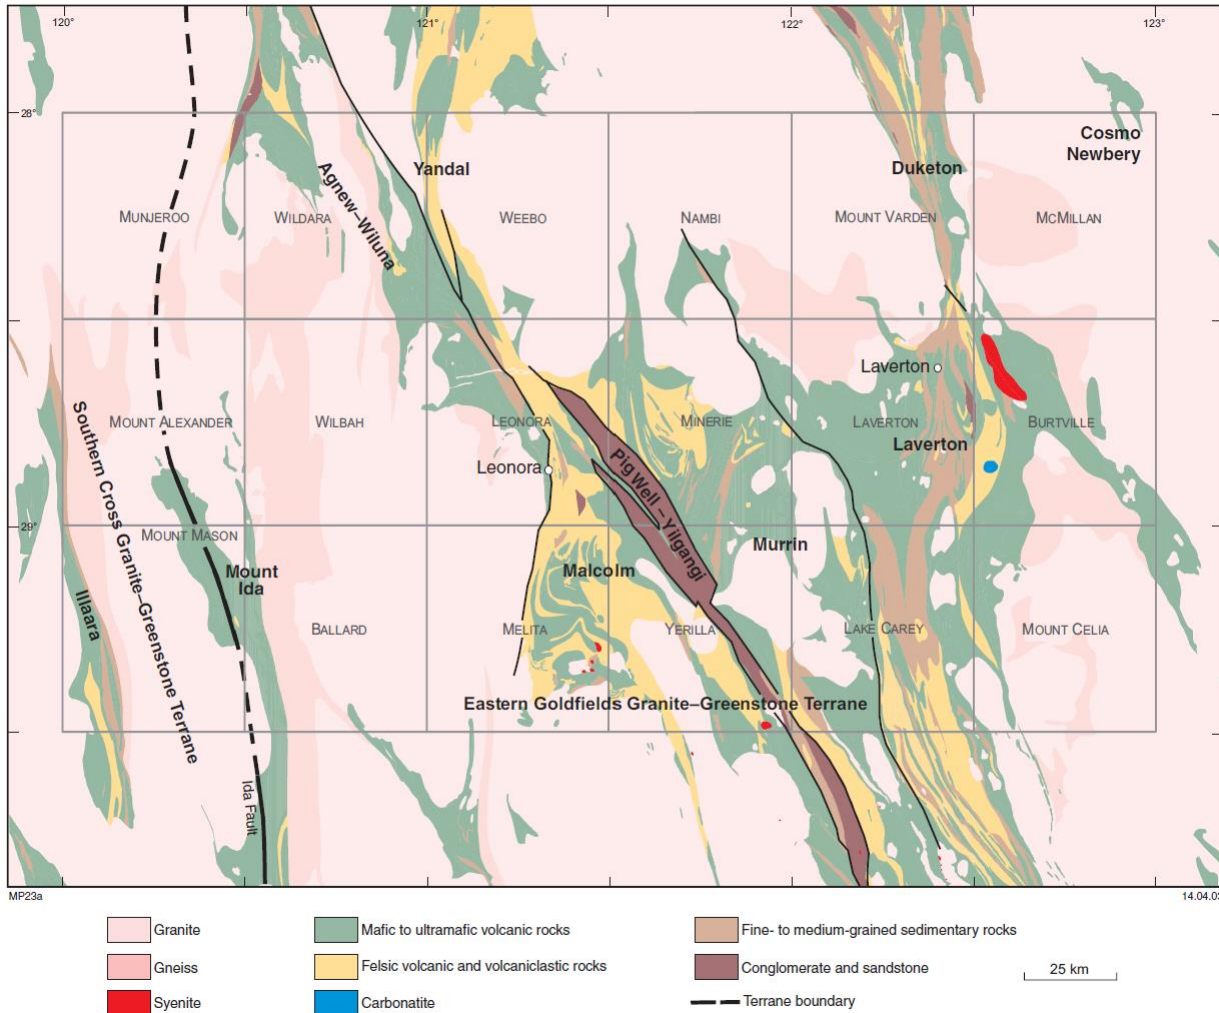 120°
121°
122°
123°
28°
Cosmo
Newbery
Yandal
Duketon
Agnew–Wiluna
MUNJEROO
WILDARA
WEEBO
NAMBI
MOUNT VARDEN
MCMILLAN
Laverton
MOUNT ALEXANDER
WILBAH
LEONORA
MINERIE
LAVERTON
BURTVILLE
Laverton
Leonora
Pig Well–Yilgangi
Southern Cross Granite–Greenstone Terrane
29°
MOUNT MASON
Murrin
Mount
Ida
Malcolm
Illaara
BALLARD
MELITA
YERILLA
LAKE CAREY
MOUNT CELIA
Eastern Goldfields Granite–Greenstone Terrane
Ida Fault
MP23a
14.04.03
Granite
Mafic to ultramafic volcanic rocks
Fine- to medium-grained sedimentary rocks
Gneiss
Felsic volcanic and volcaniclastic rocks
Conglomerate and sandstone
25 km
Syenite
Carbonatite
Terrane boundary